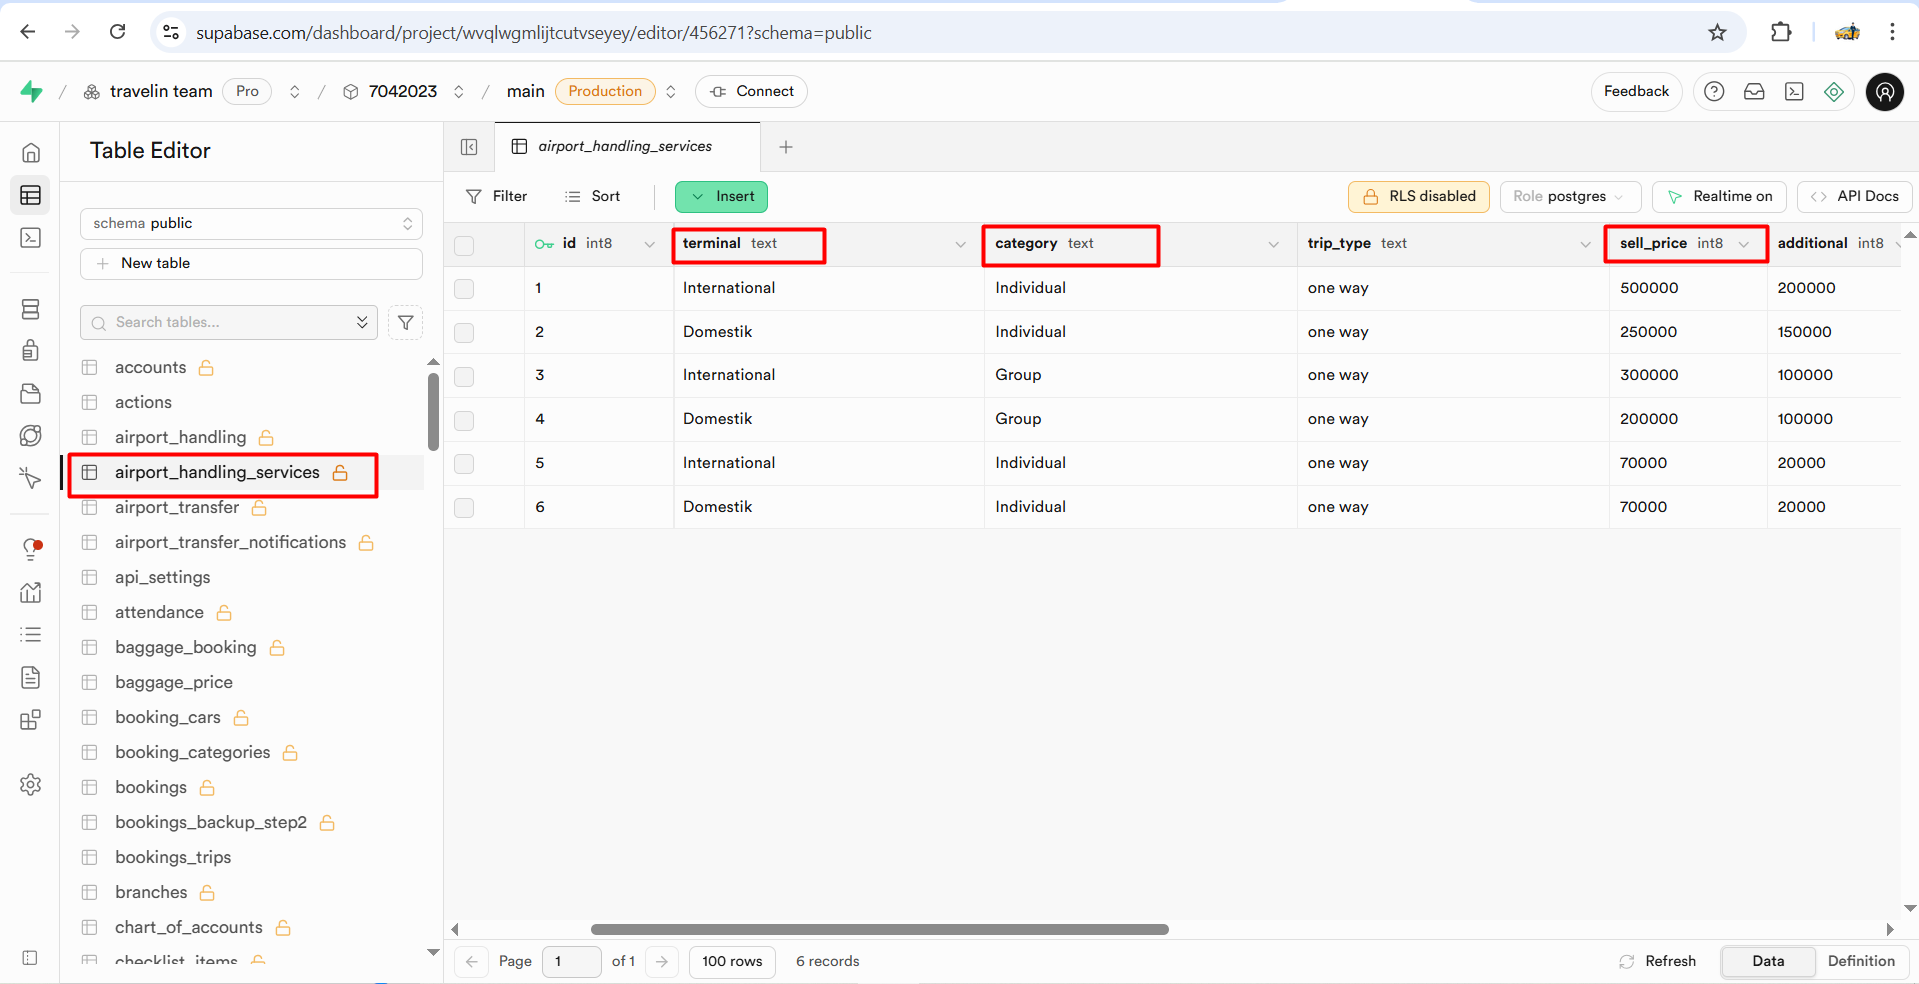 supabase.com/dashboard/project/wvqlwgmlijtcutvseyey/editor/456271?schema=public
/ travelin team Pro / 7042023 / main Production Connect Feedback
Table Editor
airport_handling_services
Filter Sort Insert RLS disabled Role postgres Realtime on API Docs
schema public
New table
Search tables...
accounts
actions
airport_handling
airport_handling_services
airport_transfer
airport_transfer_notifications
api_settings
attendance
baggage_booking
baggage_price
booking_cars
booking_categories
bookings
bookings_backup_step2
bookings_trips
branches
chart_of_accounts
checklist_items
id int8 terminal text category text trip_type text sell_price int8 additional int8
1 International Individual one way 500000 200000
2 Domestik Individual one way 250000 150000
3 International Group one way 300000 100000
4 Domestik Group one way 200000 100000
5 International Individual one way 70000 20000
6 Domestik Individual one way 70000 20000
Page 1 of 1 100 rows 6 records Refresh Data Definition